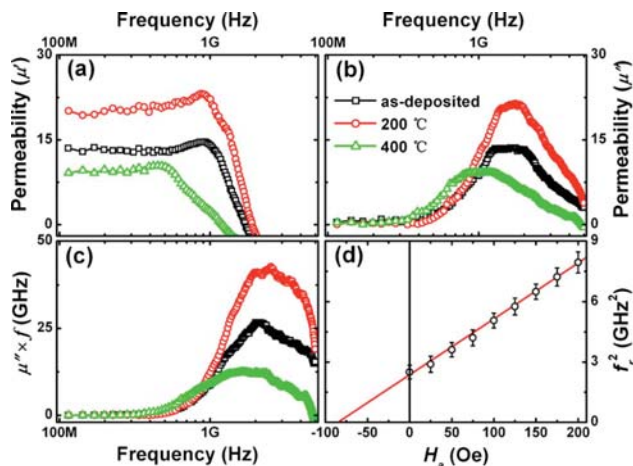 Frequency (Hz) Frequency (Hz)
100M 1G 100M 1G
Permeability (μ')
30
15
0
(a)
(b)
as-deposited
200 ℃
400 ℃
30
15
0
Permeability (μ'')
μ'' × f (GHz)
50
25
0
(c)
(d)
9
6
3
0
f_r^2 (GHz^2)
100M 1G -100 -50 0 50 100 150 200
Frequency (Hz) H_a (Oe)